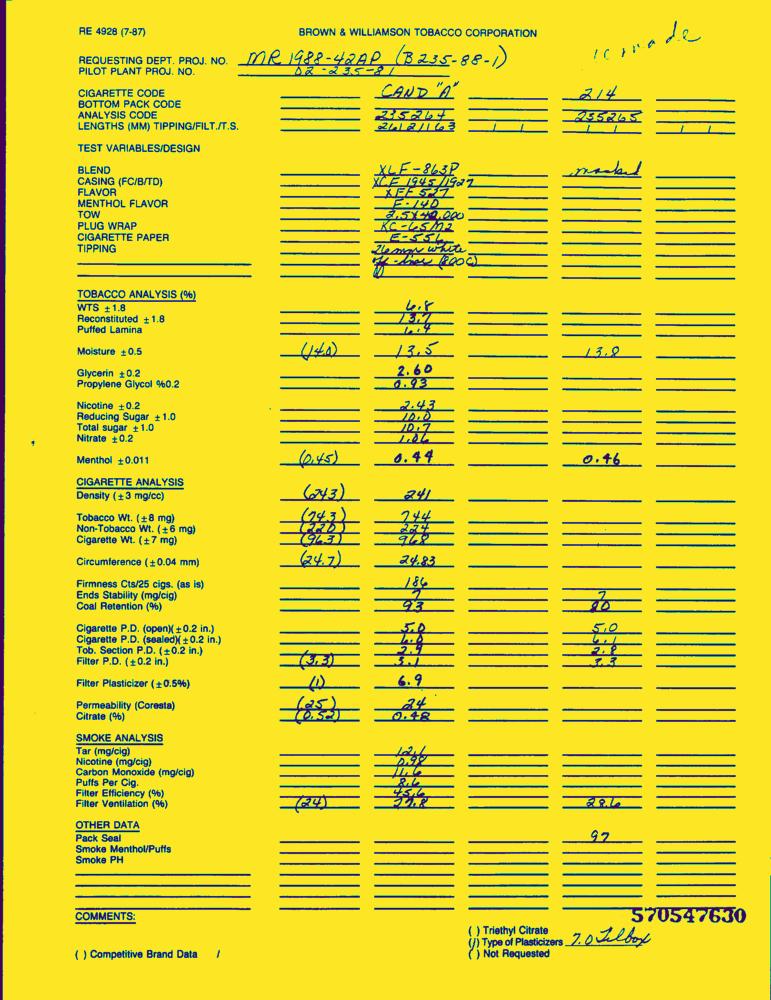 RE 4928 (7-87) BROWN & WILLIAMSON TOBACCO CORPORATION
REQUESTING DEPT. PROJ. NO. MR 1988-42AP (B235-88-1)
PILOT PLANT PROJ. NO. 02-235-81
CIGARETTE CODE CAND "A" 214
BOTTOM PACK CODE
ANALYSIS CODE 235264 235265
LENGTHS (MM) TIPPING/FILT./T.S. 26/21/63 / / / / / /
TEST VARIABLES/DESIGN
BLEND XLF-863P masked
CASING (FC/B/TD) XCF 1945/1927
FLAVOR XFF 527
MENTHOL FLAVOR F-140
TOW 2.5X42,000
PLUG WRAP KC-65M2
CIGARETTE PAPER E-556
TIPPING 26mm white
off-line (800C)
TOBACCO ANALYSIS (%)
WTS ±1.8 6.8
Reconstituted ±1.8 13.7
Puffed Lamina
Moisture ±0.5 (14.0) 13.5 13.8
Glycerin ±0.2 2.60
Propylene Glycol %0.2 0.93
Nicotine ±0.2 2.43
Reducing Sugar ±1.0 10.0
Total sugar ±1.0 10.7
Nitrate ±0.2 1.06
Menthol ±0.011 (0.45) 0.44 0.46
CIGARETTE ANALYSIS
Density (±3 mg/cc) (243) 241
Tobacco Wt. (±8 mg) (743) 744
Non-Tobacco Wt. (±6 mg) (220) 224
Cigarette Wt. (±7 mg) (963) 968
Circumference (±0.04 mm) (24.7) 24.83
Firmness Cts/25 cigs. (as is) 186
Ends Stability (mg/cig) 7 7
Coal Retention (%) 93 80
Cigarette P.D. (open)(±0.2 in.) 5.0 5.0
Cigarette P.D. (sealed)(±0.2 in.) 6.0 6.1
Tob. Section P.D. (±0.2 in.) 2.9 2.8
Filter P.D. (±0.2 in.) (3.3) 3.1 3.3
Filter Plasticizer (±0.5%) (1) 6.9
Permeability (Coresta) (25) 24
Citrate (%) (0.52) 0.48
SMOKE ANALYSIS
Tar (mg/cig) 12.1
Nicotine (mg/cig) 0.98
Carbon Monoxide (mg/cig) 11.6
Puffs Per Cig. 8.6
Filter Efficiency (%) 45.6
Filter Ventilation (%) (24) 27.8 28.6
OTHER DATA
Pack Seal 97
Smoke Menthol/Puffs
Smoke PH
COMMENTS: 570547630
( ) Triethyl Citrate
(/) Type of Plasticizers 7.0
( ) Competitive Brand Data / ( ) Not Requested